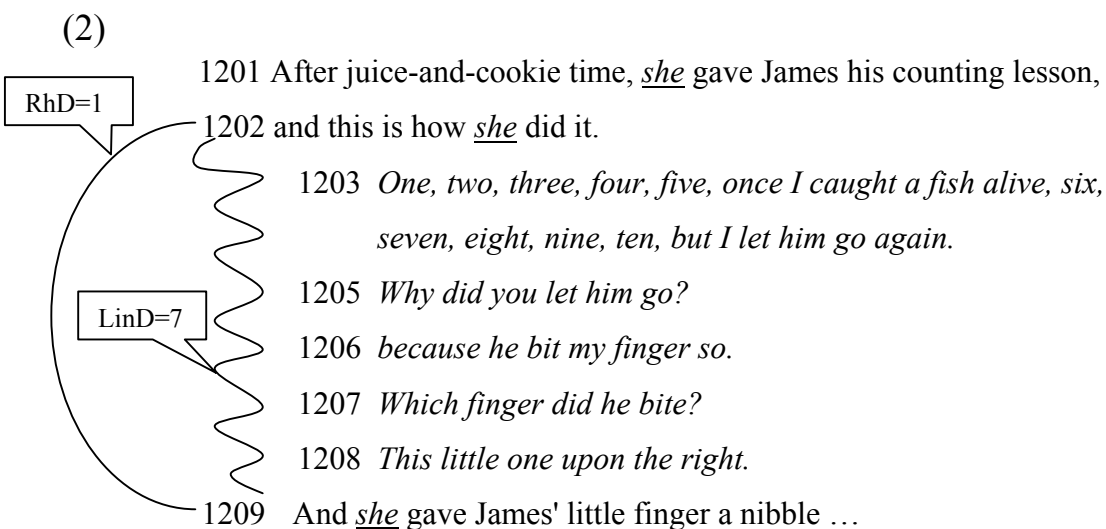 (2)
1201 After juice-and-cookie time, she gave James his counting lesson,
RhD=1
1202 and this is how she did it.
1203 One, two, three, four, five, once I caught a fish alive, six,
seven, eight, nine, ten, but I let him go again.
1205 Why did you let him go?
LinD=7
1206 because he bit my finger so.
1207 Which finger did he bite?
1208 This little one upon the right.
1209 And she gave James' little finger a nibble …